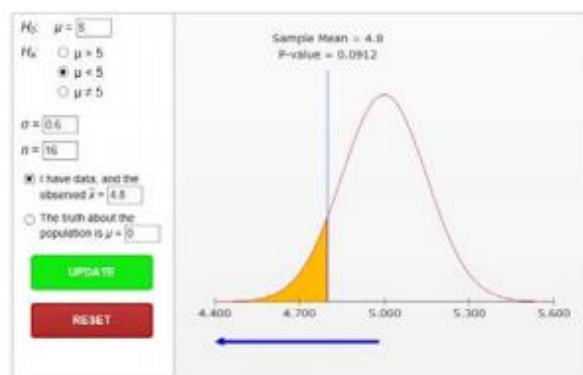 H₀: μ = 5
Hₐ: μ > 5
μ < 5
μ ≠ 5
σ = 0.6
n = 16
I have data, and the
observed x̄ = 4.8
The truth about the
population is μ = 0
UPDATE
RESET
Sample Mean = 4.8
P-value = 0.0912
4.400 4.700 5.000 5.300 5.600